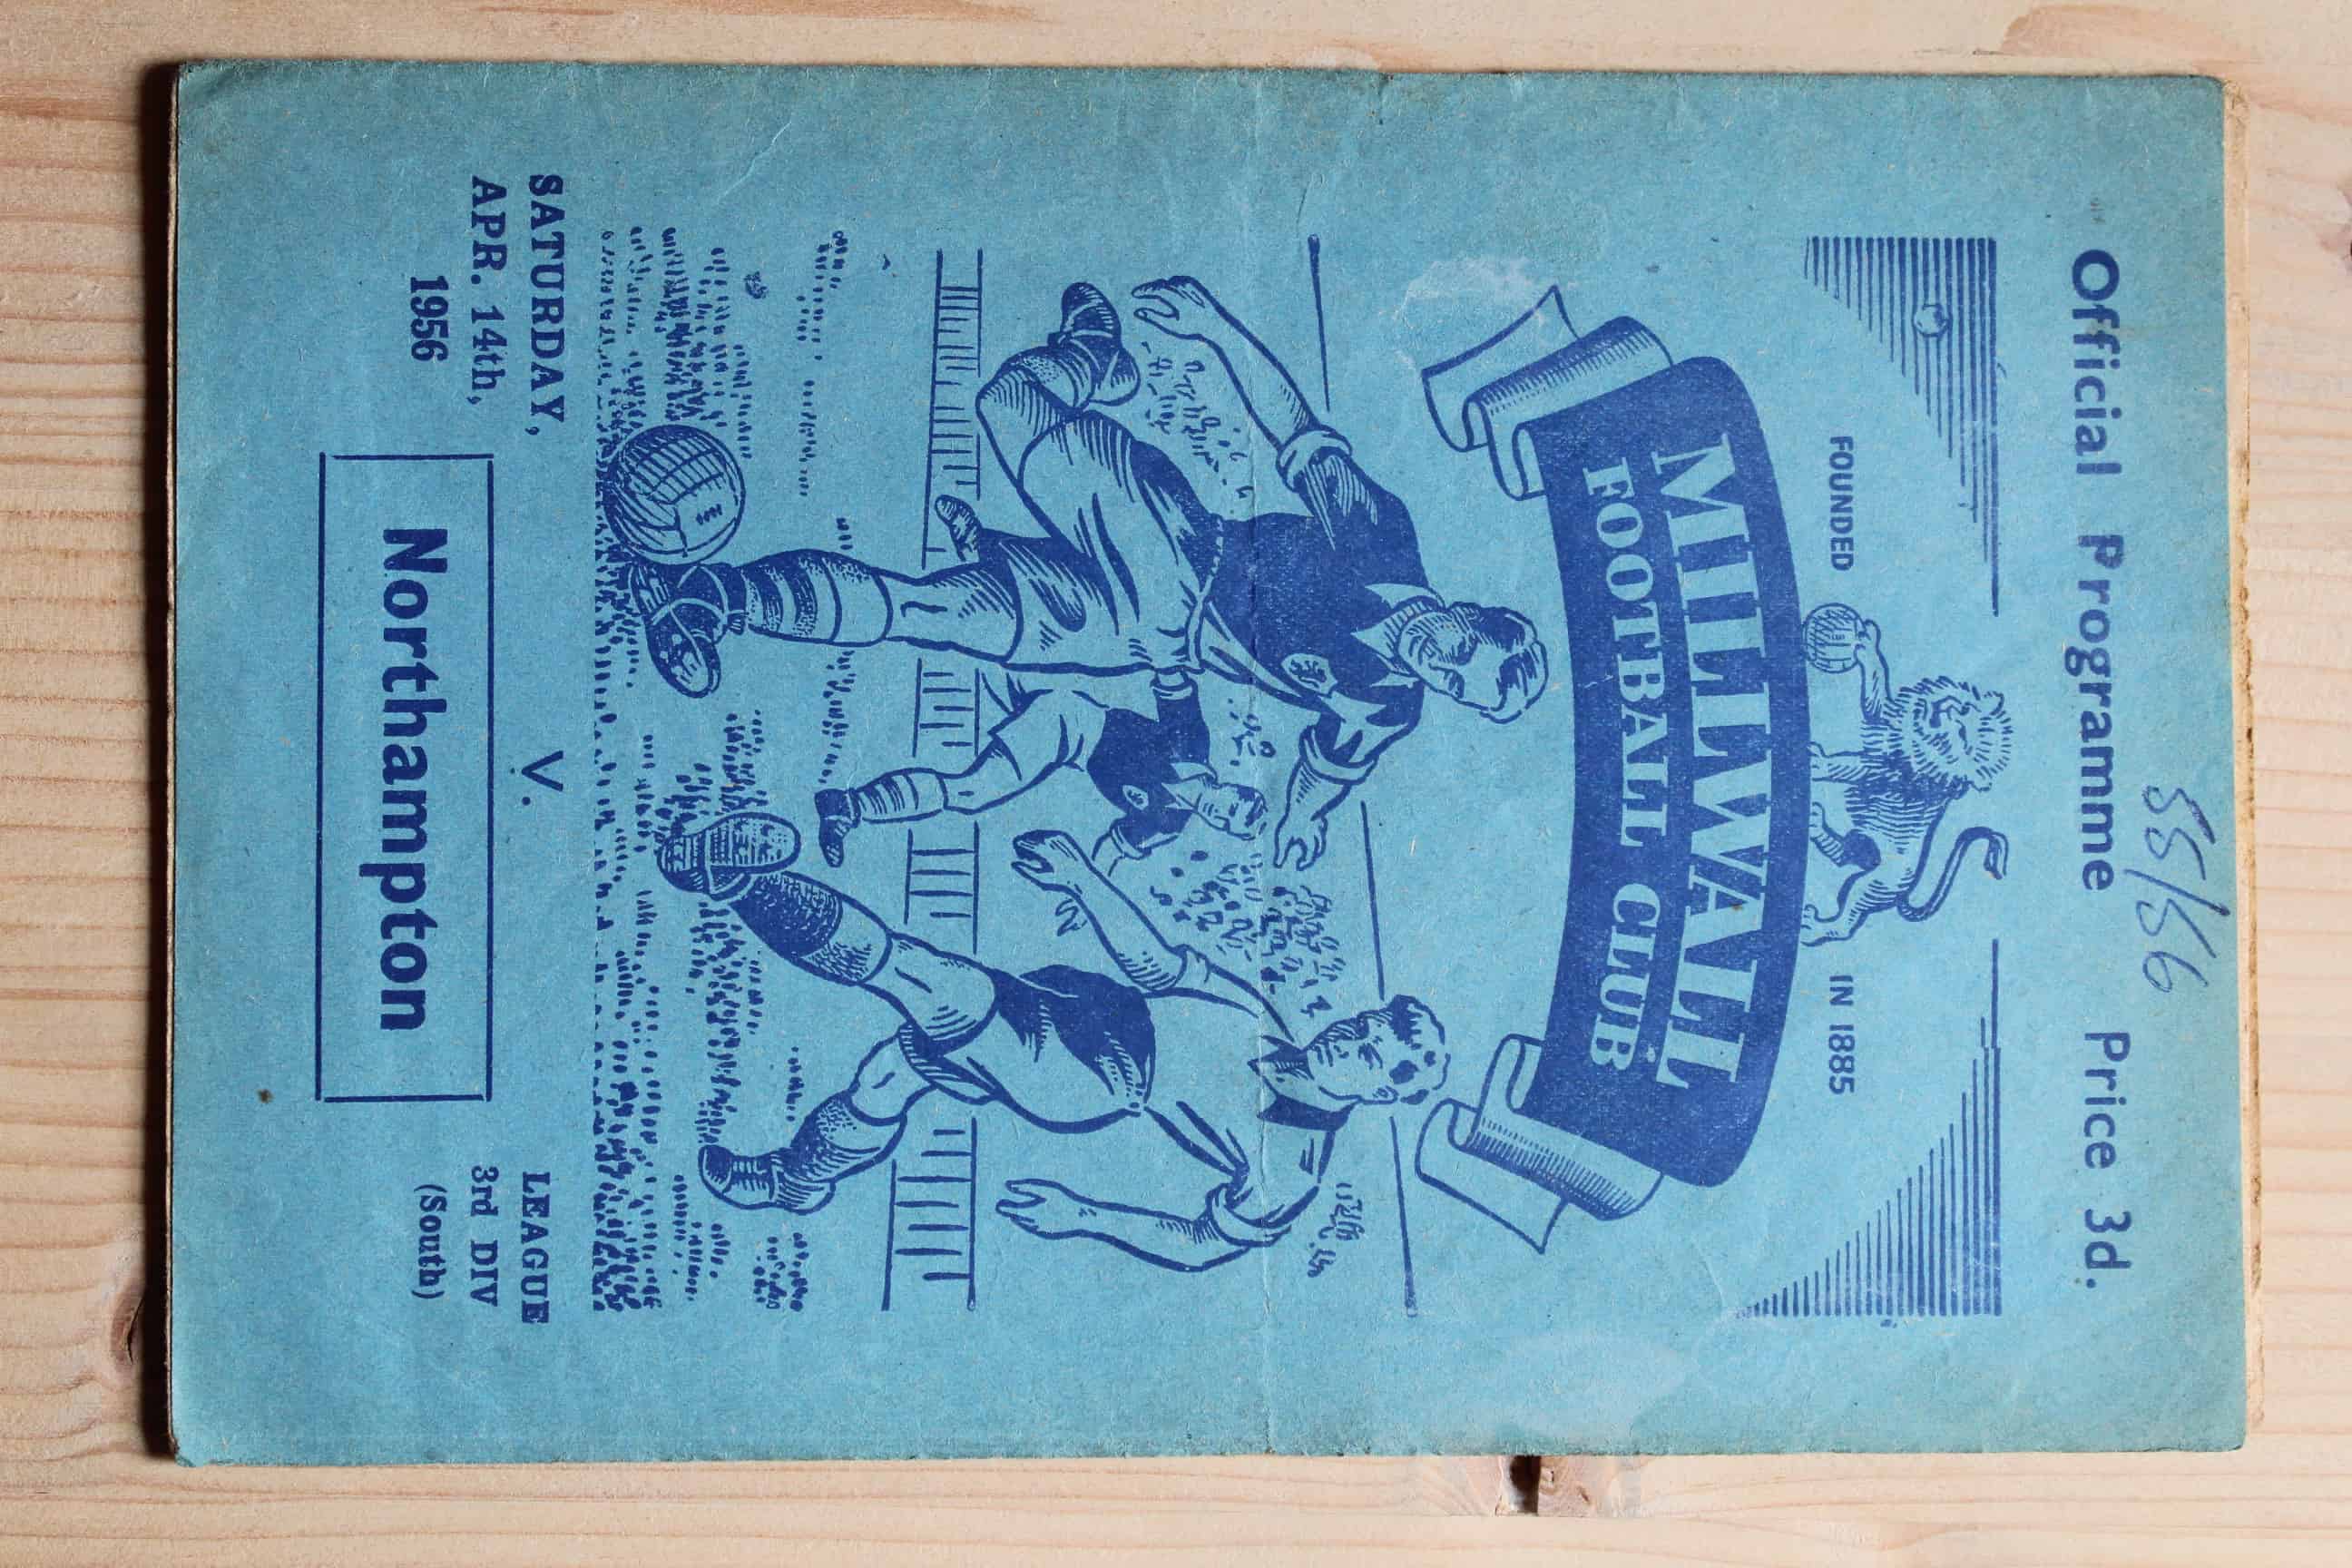 55/56
Official Programme Price 3d.
FOUNDED IN 1885
MILLWALL
FOOTBALL CLUB
SATURDAY,
APR. 14th,
1956
V.
Northampton
LEAGUE
3rd DIV
(South)